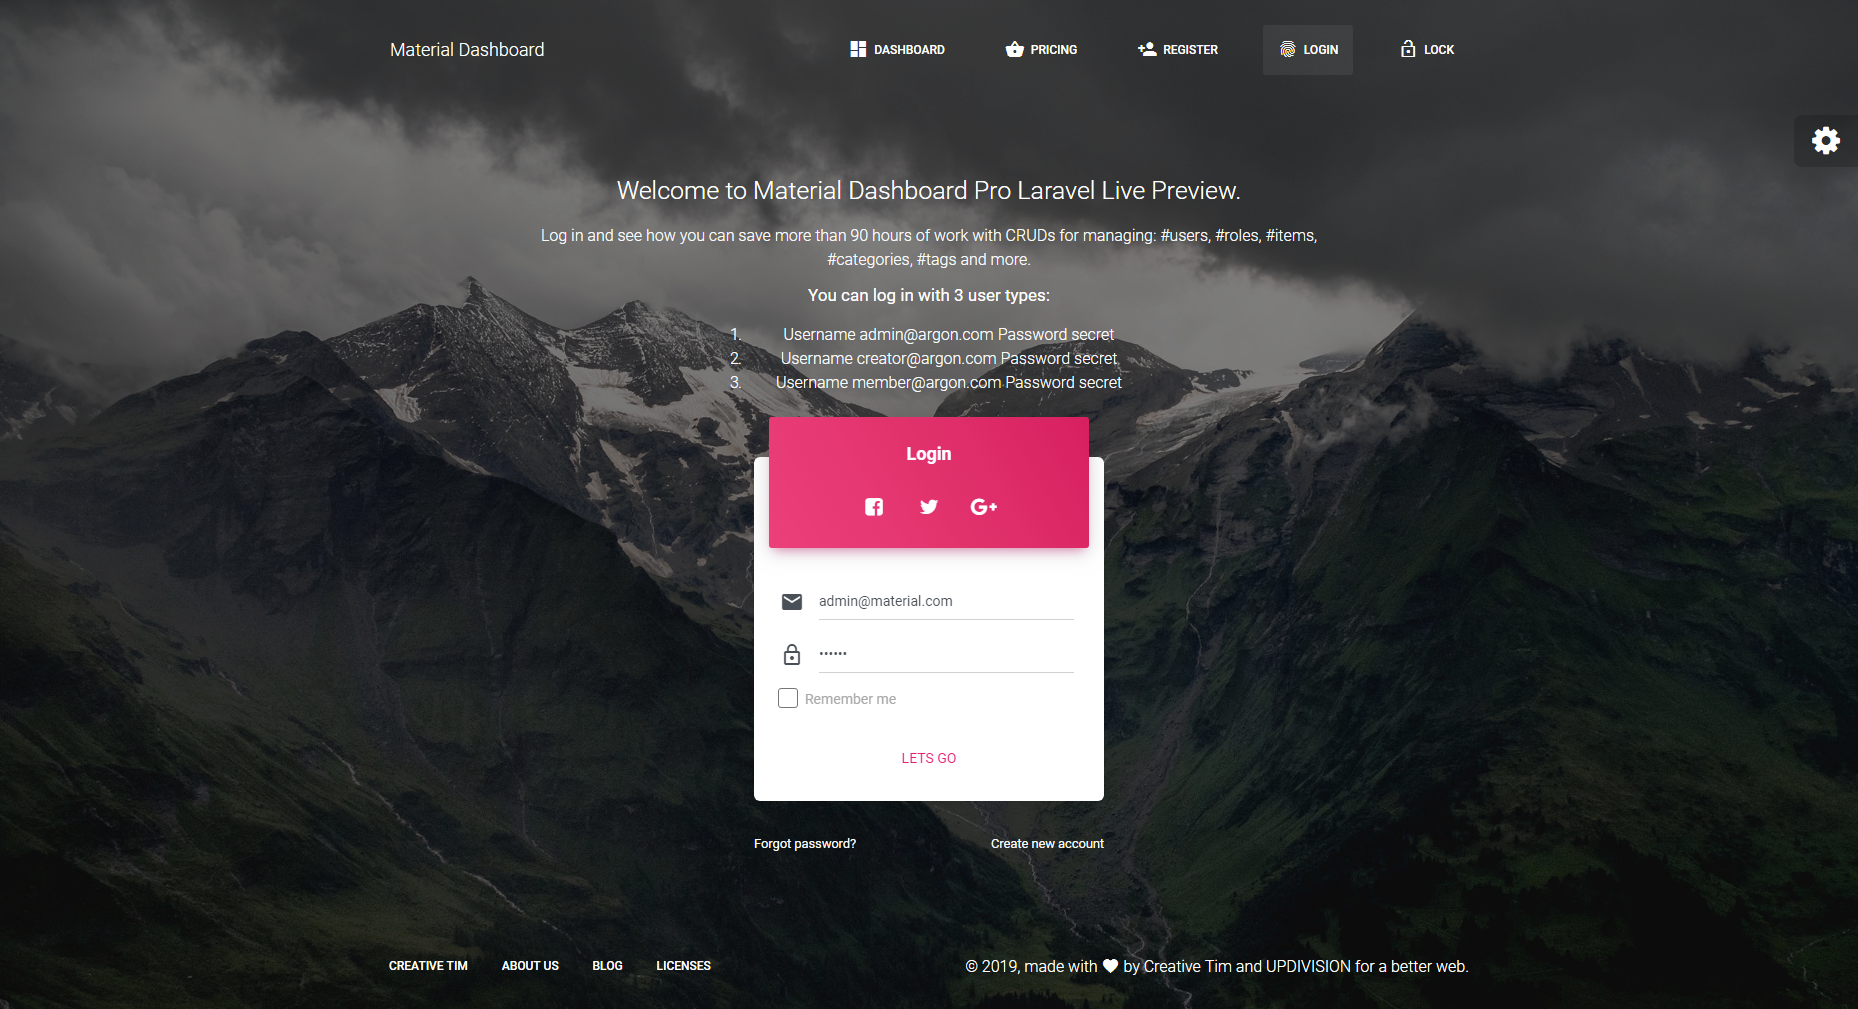 Material Dashboard
DASHBOARD
PRICING
REGISTER
LOGIN
LOCK
Welcome to Material Dashboard Pro Laravel Live Preview.
Log in and see how you can save more than 90 hours of work with CRUDs for managing: #users, #roles, #items,
#categories, #tags and more.
You can log in with 3 user types:
1. Username admin@argon.com Password secret
2. Username creator@argon.com Password secret
3. Username member@argon.com Password secret
Login
admin@material.com
••••••
Remember me
LETS GO
Forgot password?
Create new account
CREATIVE TIM
ABOUT US
BLOG
LICENSES
© 2019, made with ♥ by Creative Tim and UPDIVISION for a better web.